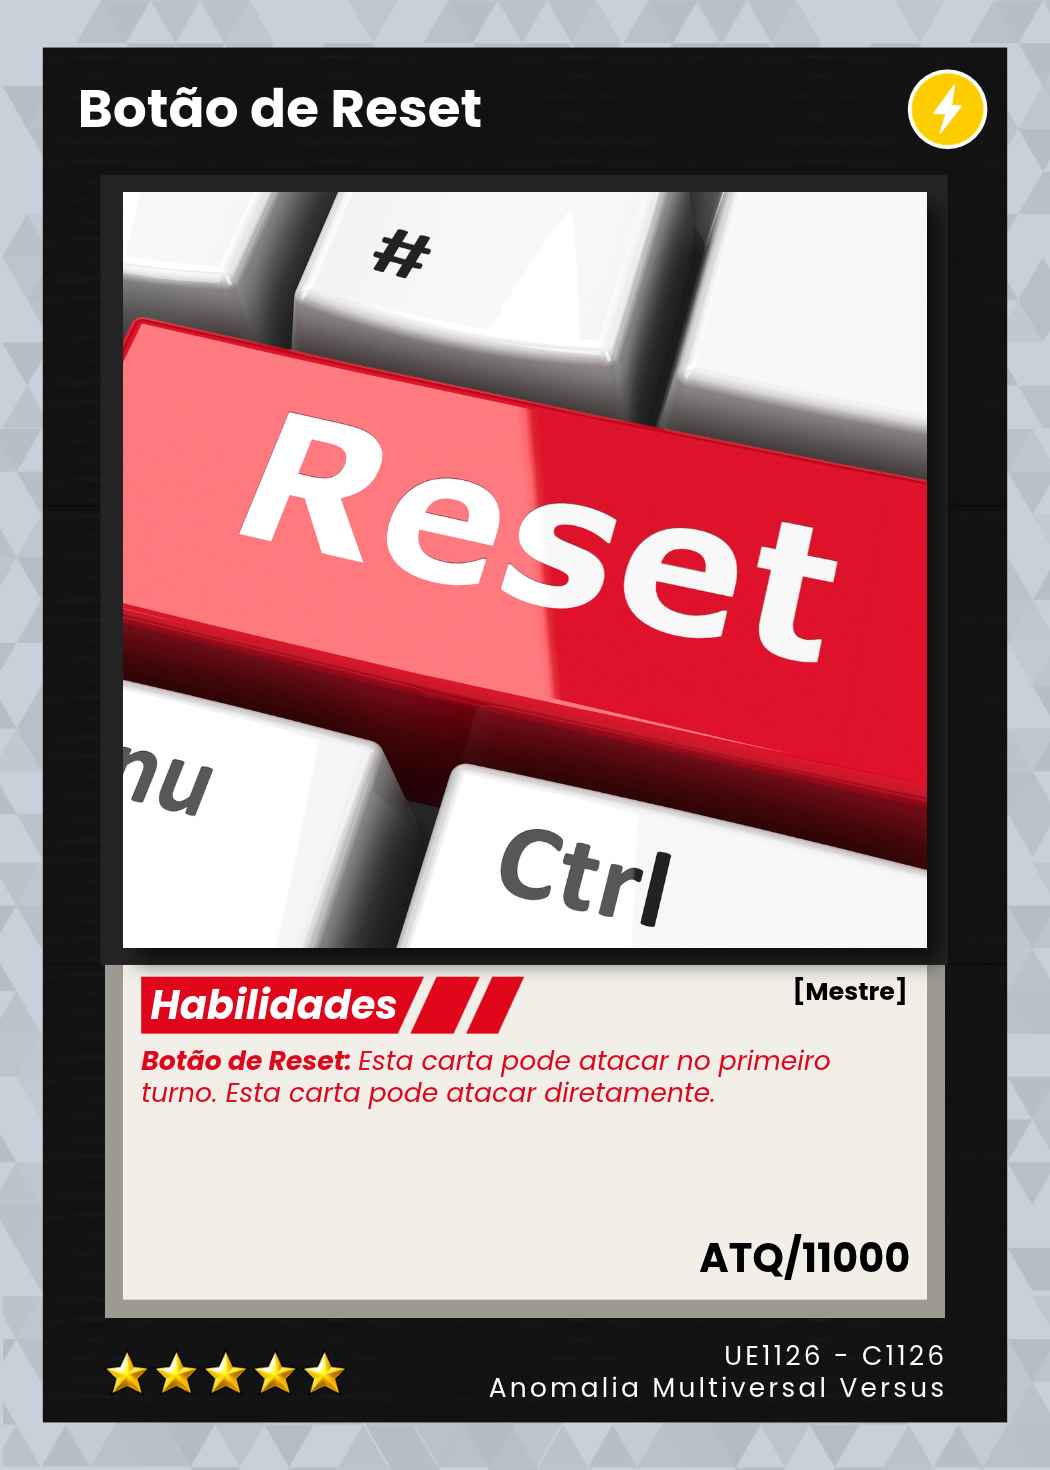 Botão de Reset
#
Reset
nu
Ctrl
Habilidades
[Mestre]
Botão de Reset: Esta carta pode atacar no primeiro
turno. Esta carta pode atacar diretamente.
ATQ/11000
UE1126 - C1126
Anomalia Multiversal Versus